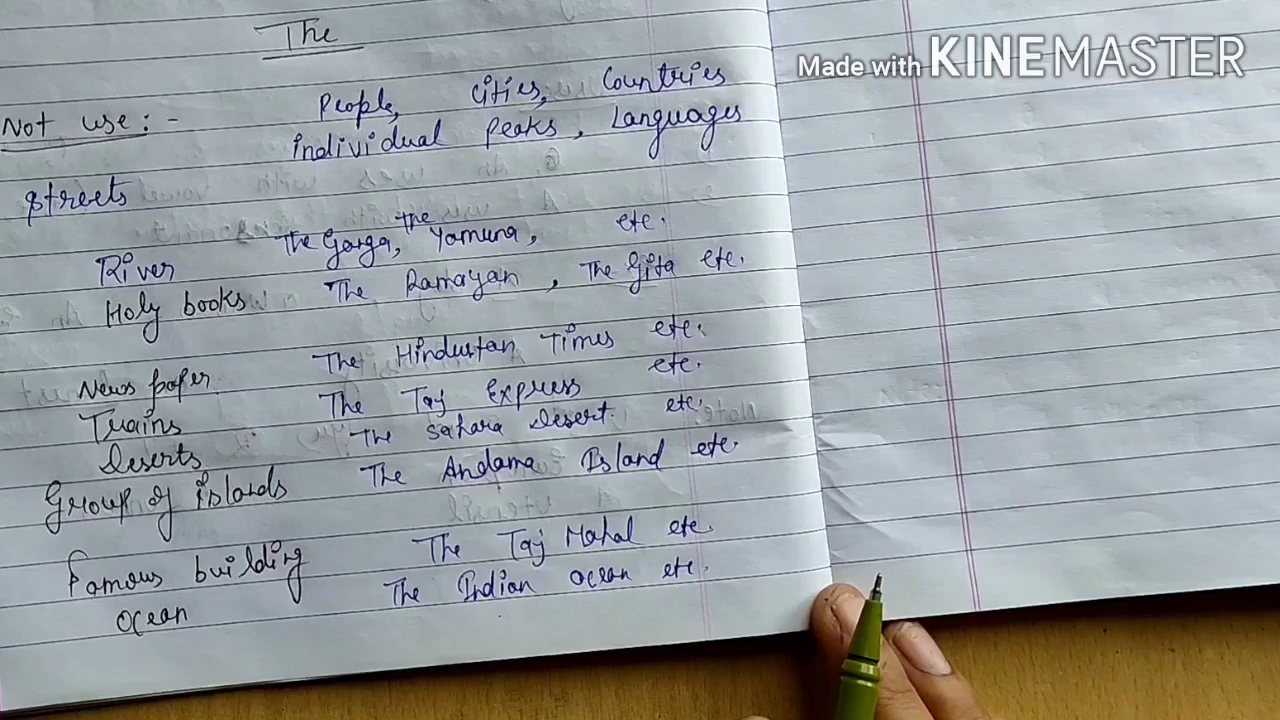 The
Made with KINEMASTER
Not use:- People, Cities, Countries
individual Peaks, Languages
streets
River The Ganga, The Yamuna, etc.
Holy books The Ramayan, The Gita etc.
News paper The Hindustan Times etc.
Trains The Taj Express etc.
Deserts The Sahara Desert etc.
Group of islands The Andama Island etc.
Famous building The Taj Mahal etc.
Ocean The Indian Ocean etc.